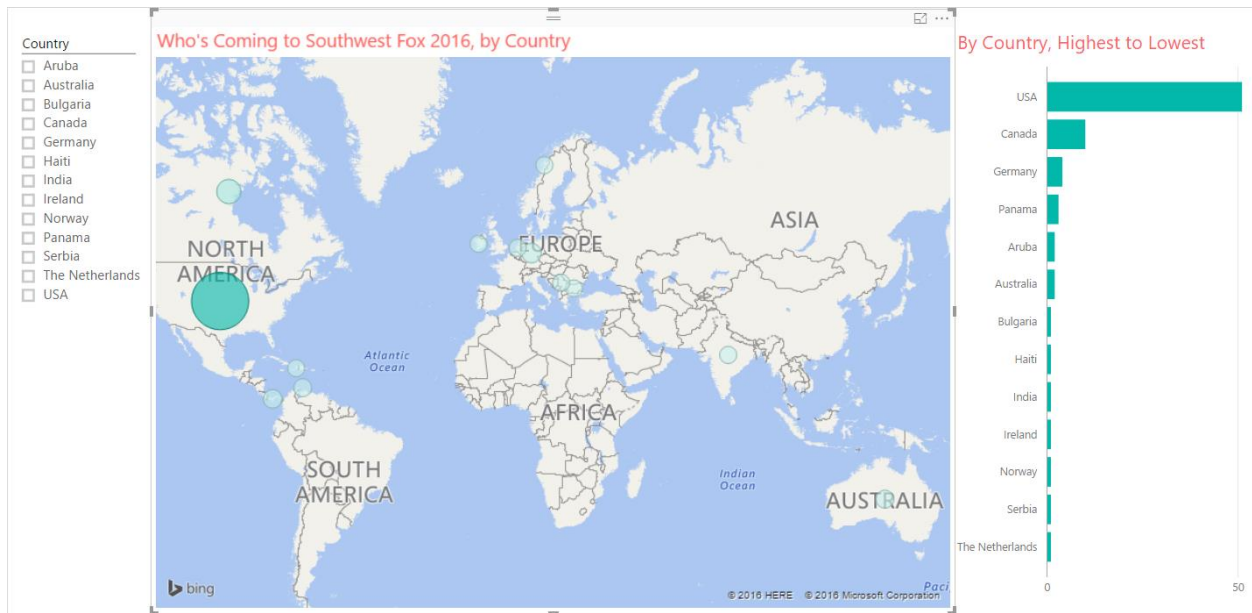 Country
Aruba
Australia
Bulgaria
Canada
Germany
Haiti
India
Ireland
Norway
Panama
Serbia
The Netherlands
USA
Who's Coming to Southwest Fox 2016, by Country
NORTH
AMERICA
EUROPE
ASIA
Atlantic
Ocean
AFRICA
SOUTH
AMERICA
Indian
Ocean
AUSTRALIA
Paci
bing
© 2016 HERE © 2016 Microsoft Corporation
By Country, Highest to Lowest
USA
Canada
Germany
Panama
Aruba
Australia
Bulgaria
Haiti
India
Ireland
Norway
Serbia
The Netherlands
0 50